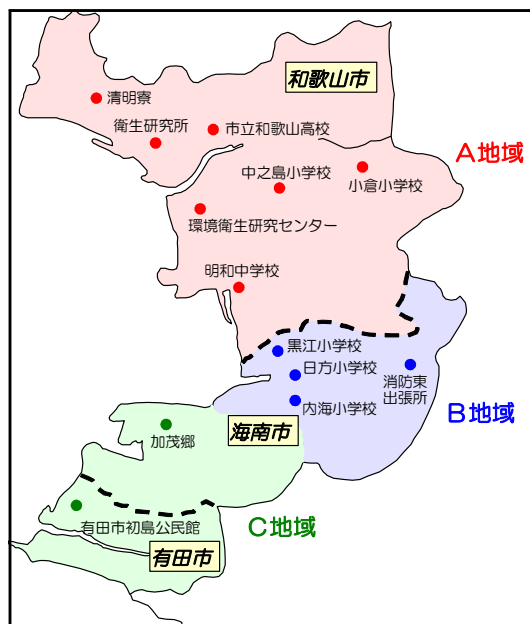 和歌山市
清明寮
衛生研究所
市立和歌山高校
A地域
中之島小学校
小倉小学校
環境衛生研究センター
明和中学校
黒江小学校
日方小学校
消防東
出張所
内海小学校
B地域
海南市
加茂郷
有田市初島公民館
C地域
有田市